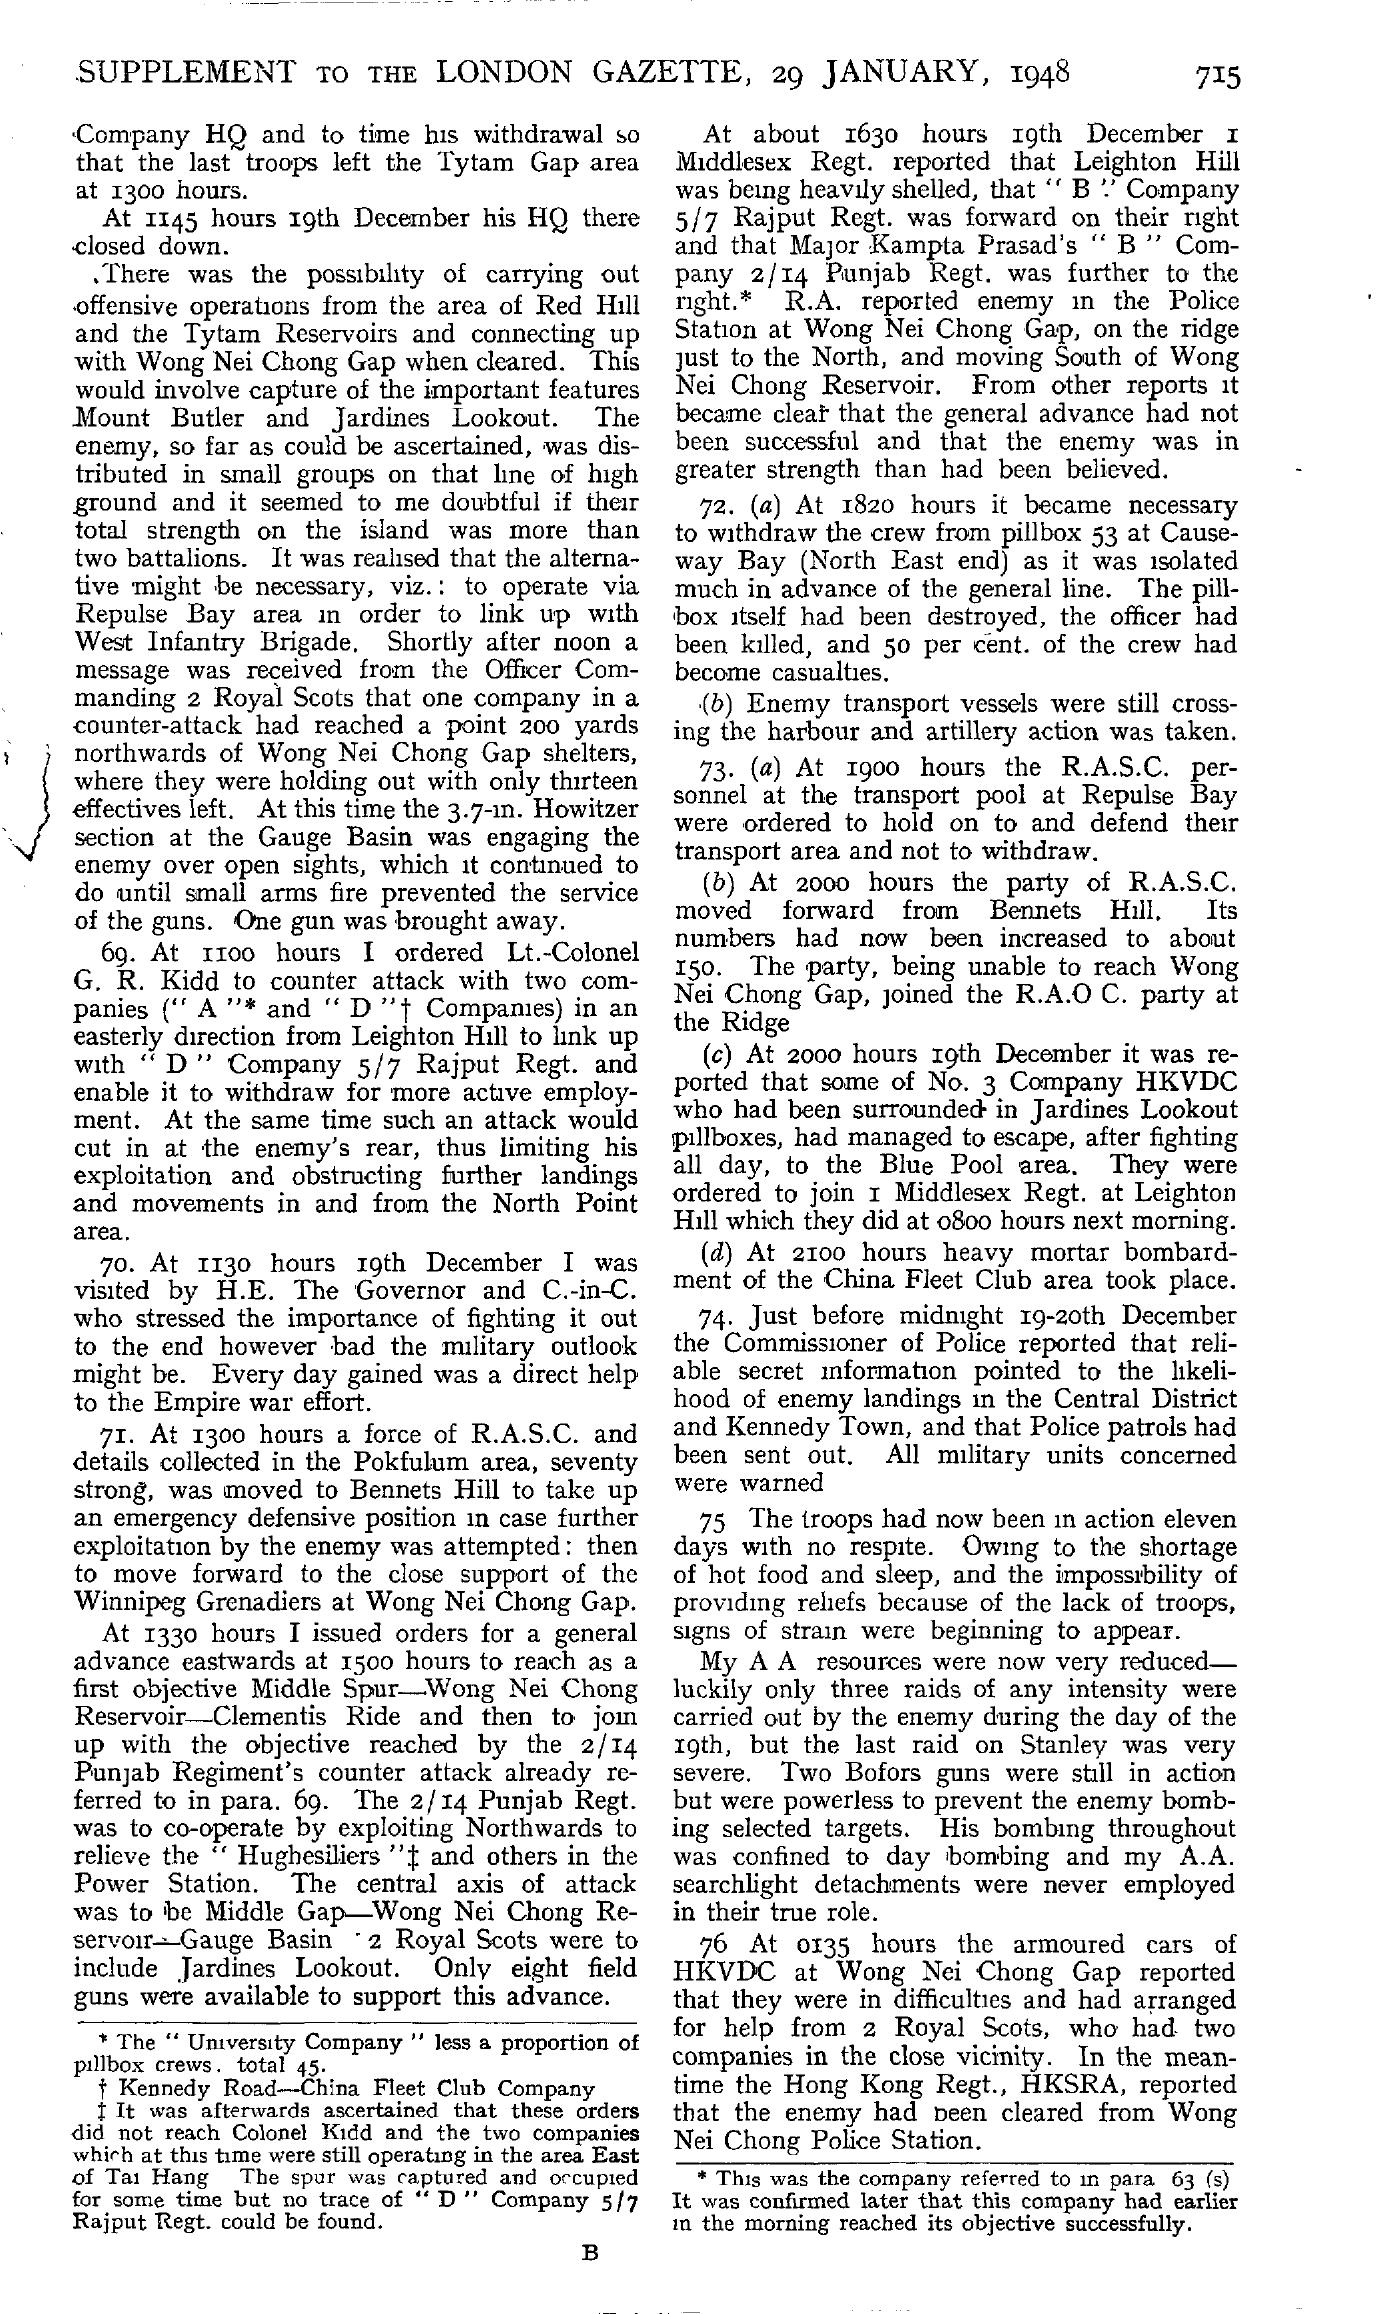 SUPPLEMENT TO THE LONDON GAZETTE, 29 JANUARY, 1948 715
Company HQ and to time his withdrawal so
that the last troops left the Tytam Gap area
at 1300 hours.
At 1145 hours 19th December his HQ there
closed down.
There was the possibility of carrying out
offensive operations from the area of Red Hill
and the Tytam Reservoirs and connecting up
with Wong Nei Chong Gap when cleared. This
would involve capture of the important features
Mount Butler and Jardines Lookout. The
enemy, so far as could be ascertained, was dis-
tributed in small groups on that line of high
ground and it seemed to me doubtful if their
total strength on the island was more than
two battalions. It was realised that the alterna-
tive might be necessary, viz.: to operate via
Repulse Bay area in order to link up with
West Infantry Brigade. Shortly after noon a
message was received from the Officer Com-
manding 2 Royal Scots that one company in a
counter-attack had reached a point 200 yards
northwards of Wong Nei Chong Gap shelters,
where they were holding out with only thirteen
effectives left. At this time the 3.7-in. Howitzer
section at the Gauge Basin was engaging the
enemy over open sights, which it continued to
do until small arms fire prevented the service
of the guns. One gun was brought away.
69. At 1100 hours I ordered Lt.-Colonel
G. R. Kidd to counter attack with two com-
panies (" A "* and " D "† Companies) in an
easterly direction from Leighton Hill to link up
with " D " Company 5/7 Rajput Regt. and
enable it to withdraw for more active employ-
ment. At the same time such an attack would
cut in at the enemy's rear, thus limiting his
exploitation and obstructing further landings
and movements in and from the North Point
area.
70. At 1130 hours 19th December I was
visited by H.E. The Governor and C.-in-C.
who stressed the importance of fighting it out
to the end however bad the military outlook
might be. Every day gained was a direct help
to the Empire war effort.
71. At 1300 hours a force of R.A.S.C. and
details collected in the Pokfulum area, seventy
strong, was moved to Bennets Hill to take up
an emergency defensive position in case further
exploitation by the enemy was attempted: then
to move forward to the close support of the
Winnipeg Grenadiers at Wong Nei Chong Gap.
At 1330 hours I issued orders for a general
advance eastwards at 1500 hours to reach as a
first objective Middle Spur—Wong Nei Chong
Reservoir—Clementis Ride and then to join
up with the objective reached by the 2/14
Punjab Regiment's counter attack already re-
ferred to in para. 69. The 2/14 Punjab Regt.
was to co-operate by exploiting Northwards to
relieve the " Hughesiliers "‡ and others in the
Power Station. The central axis of attack
was to be Middle Gap—Wong Nei Chong Re-
servoir—Gauge Basin 2 Royal Scots were to
include Jardines Lookout. Only eight field
guns were available to support this advance.
* The " University Company " less a proportion of
pillbox crews. total 45.
† Kennedy Road—China Fleet Club Company
‡ It was afterwards ascertained that these orders
did not reach Colonel Kidd and the two companies
which at this time were still operating in the area East
of Tai Hang The spur was captured and occupied
for some time but no trace of " D " Company 5/7
Rajput Regt. could be found.
At about 1630 hours 19th December 1
Middlesex Regt. reported that Leighton Hill
was being heavily shelled, that " B " Company
5/7 Rajput Regt. was forward on their right
and that Major Kampta Prasad's " B " Com-
pany 2/14 Punjab Regt. was further to the
right.* R.A. reported enemy in the Police
Station at Wong Nei Chong Gap, on the ridge
just to the North, and moving South of Wong
Nei Chong Reservoir. From other reports it
became clear that the general advance had not
been successful and that the enemy was in
greater strength than had been believed.
72. (a) At 1820 hours it became necessary
to withdraw the crew from pillbox 53 at Cause-
way Bay (North East end) as it was isolated
much in advance of the general line. The pill-
box itself had been destroyed, the officer had
been killed, and 50 per cent. of the crew had
become casualties.
(b) Enemy transport vessels were still cross-
ing the harbour and artillery action was taken.
73. (a) At 1900 hours the R.A.S.C. per-
sonnel at the transport pool at Repulse Bay
were ordered to hold on to and defend their
transport area and not to withdraw.
(b) At 2000 hours the party of R.A.S.C.
moved forward from Bennets Hill. Its
numbers had now been increased to about
150. The party, being unable to reach Wong
Nei Chong Gap, joined the R.A.O C. party at
the Ridge
(c) At 2000 hours 19th December it was re-
ported that some of No. 3 Company HKVDC
who had been surrounded in Jardines Lookout
pillboxes, had managed to escape, after fighting
all day, to the Blue Pool area. They were
ordered to join 1 Middlesex Regt. at Leighton
Hill which they did at 0800 hours next morning.
(d) At 2100 hours heavy mortar bombard-
ment of the China Fleet Club area took place.
74. Just before midnight 19-20th December
the Commissioner of Police reported that reli-
able secret information pointed to the likeli-
hood of enemy landings in the Central District
and Kennedy Town, and that Police patrols had
been sent out. All military units concerned
were warned
75 The troops had now been in action eleven
days with no respite. Owing to the shortage
of hot food and sleep, and the impossibility of
providing reliefs because of the lack of troops,
signs of strain were beginning to appear.
My A A resources were now very reduced—
luckily only three raids of any intensity were
carried out by the enemy during the day of the
19th, but the last raid on Stanley was very
severe. Two Bofors guns were still in action
but were powerless to prevent the enemy bomb-
ing selected targets. His bombing throughout
was confined to day bombing and my A.A.
searchlight detachments were never employed
in their true role.
76 At 0135 hours the armoured cars of
HKVDC at Wong Nei Chong Gap reported
that they were in difficulties and had arranged
for help from 2 Royal Scots, who had two
companies in the close vicinity. In the mean-
time the Hong Kong Regt., HKSRA, reported
that the enemy had been cleared from Wong
Nei Chong Police Station.
* This was the company referred to in para 63 (s)
It was confirmed later that this company had earlier
in the morning reached its objective successfully.
B